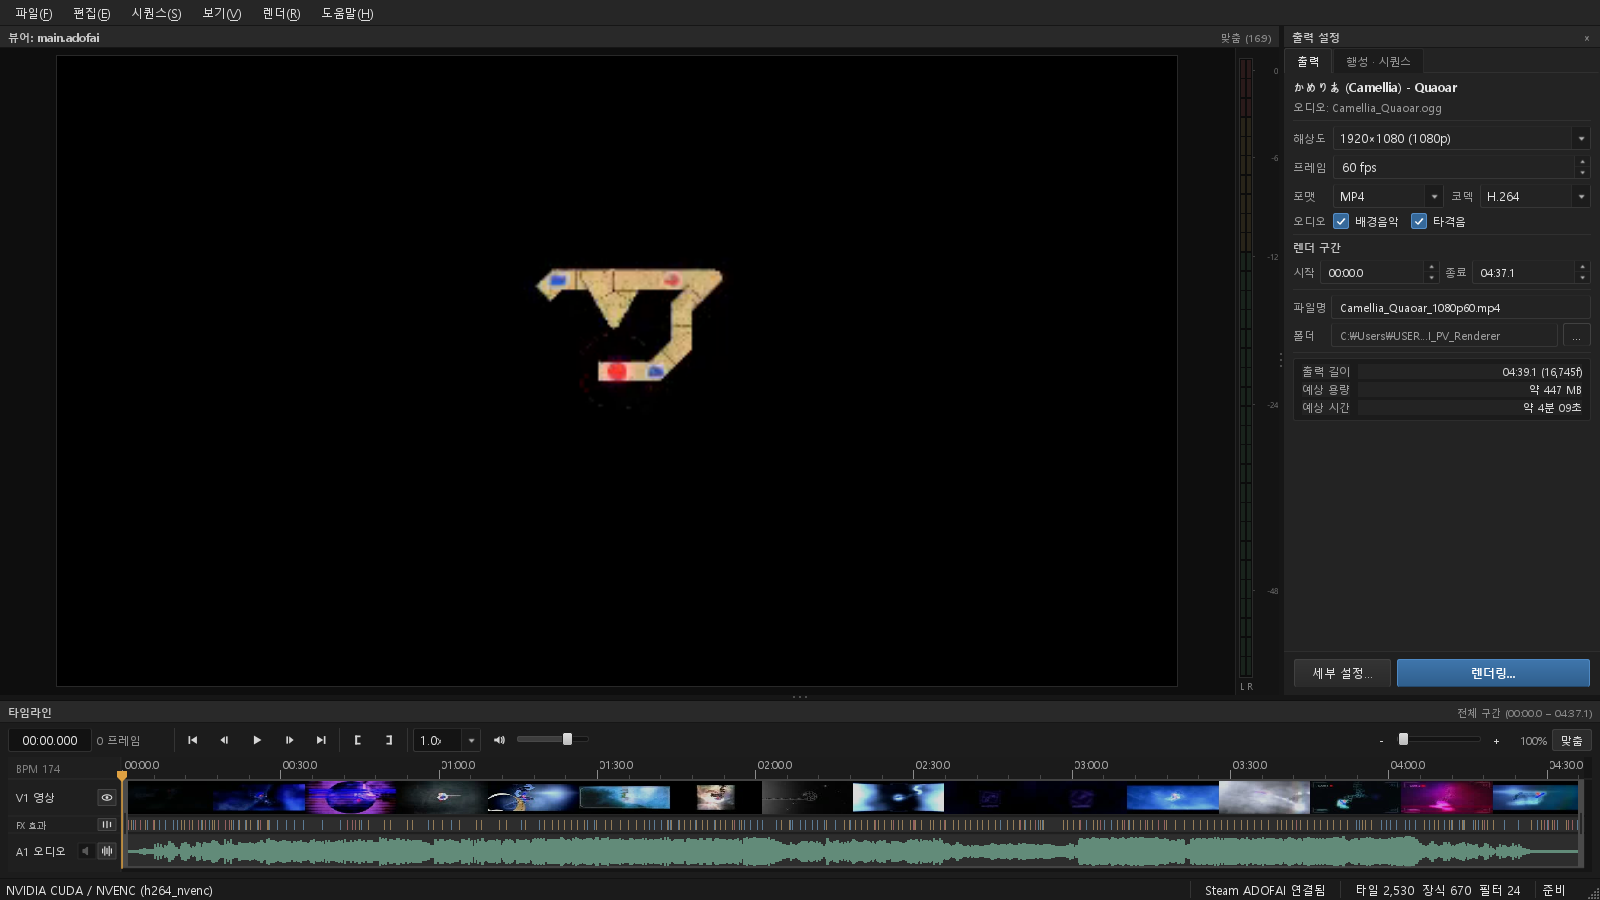 파일(F) 편집(E) 시퀀스(S) 보기(V) 렌더(R) 도움말(H)
뷰어: main.adofai
맞춤 (16:9)
0
-6
-12
-24
-48
L R
출력 설정 ×
출력 행성 · 시퀀스
かめりあ (Camellia) - Quaoar
오디오: Camellia_Quaoar.ogg
해상도 1920×1080 (1080p)
프레임 60 fps
포맷 MP4 코덱 H.264
오디오 배경음악 타격음
렌더 구간
시작 00:00.0 종료 04:37.1
파일명 Camellia_Quaoar_1080p60.mp4
폴더 C:₩Users₩USER...I_PV_Renderer ...
출력 길이 04:39.1 (16,745f)
예상 용량 약 447 MB
예상 시간 약 4분 09초
세부 설정... 렌더링...
타임라인
전체 구간 (00:00.0 – 04:37.1)
00:00.000 0 프레임 1.0× - + 100% 맞춤
BPM 174 00:00.0 00:30.0 01:00.0 01:30.0 02:00.0 02:30.0 03:00.0 03:30.0 04:00.0 04:30.0
V1 영상
FX 효과
A1 오디오
NVIDIA CUDA / NVENC (h264_nvenc)
Steam ADOFAI 연결됨 타일 2,530 장식 670 필터 24 준비